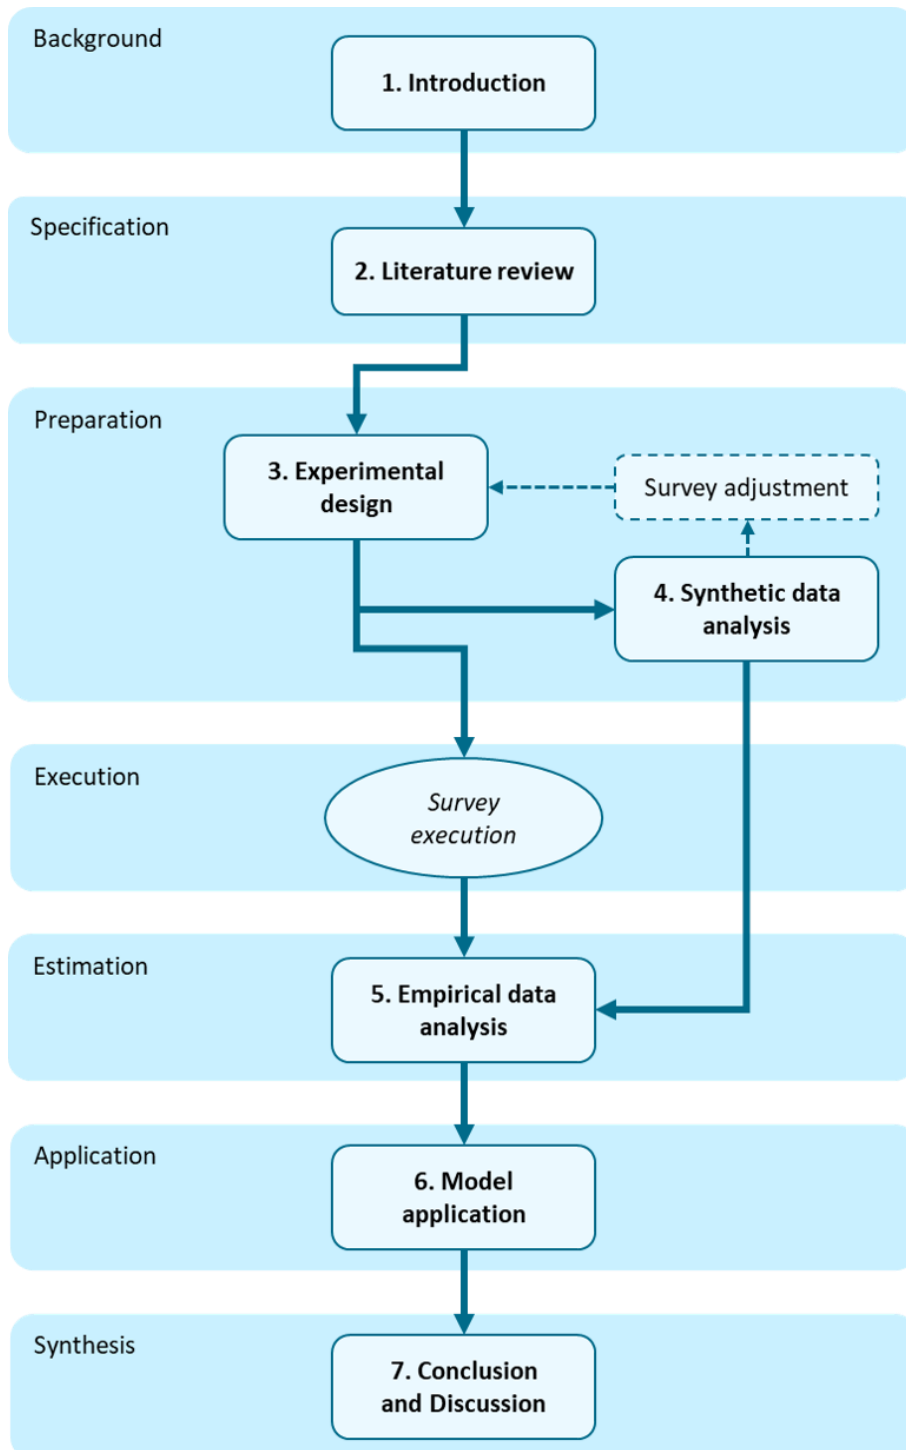 Background
1. Introduction
Specification
2. Literature review
Preparation
3. Experimental
design
Survey adjustment
4. Synthetic data
analysis
Execution
Survey
execution
Estimation
5. Empirical data
analysis
Application
6. Model
application
Synthesis
7. Conclusion
and Discussion